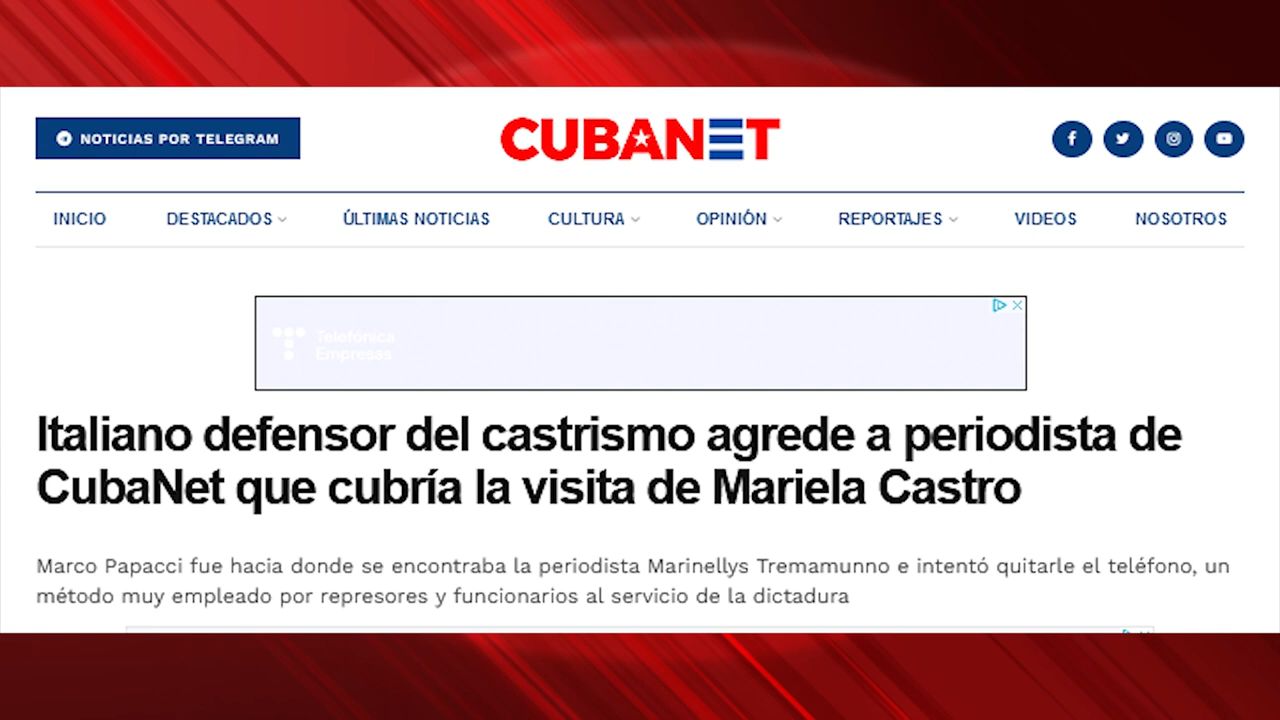 NOTICIAS POR TELEGRAM
CUBANET
INICIO
DESTACADOS
ÚLTIMAS NOTICIAS
CULTURA
OPINIÓN
REPORTAJES
VIDEOS
NOSOTROS
Telefónica
Empresas
Italiano defensor del castrismo agrede a periodista de
CubaNet que cubría la visita de Mariela Castro
Marco Papacci fue hacia donde se encontraba la periodista Marinellys Tremamunno e intentó quitarle el teléfono, un
método muy empleado por represores y funcionarios al servicio de la dictadura